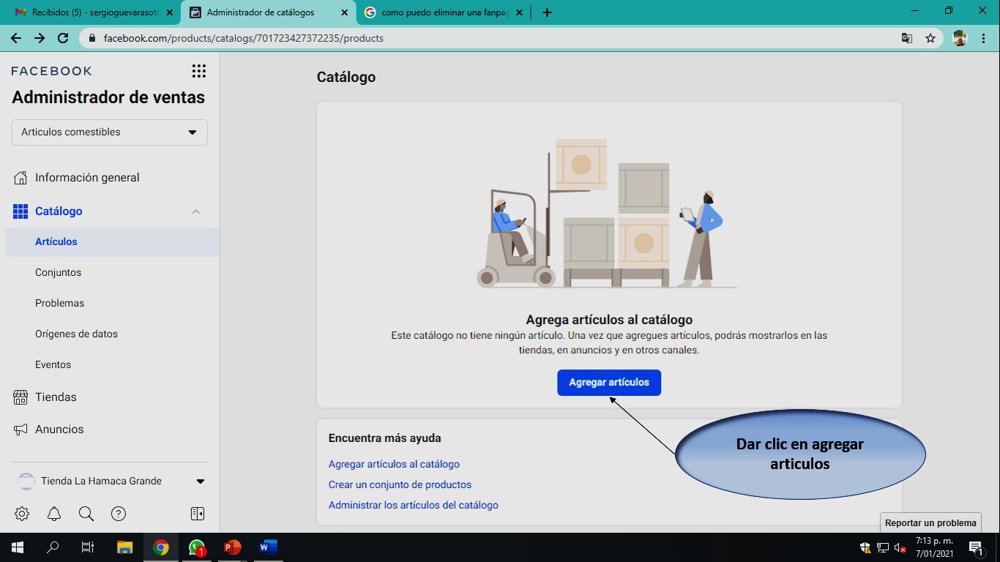 Recibidos (5) - sergioguevarasoto
Administrador de catálogos
como puedo eliminar una fanpag
facebook.com/products/catalogs/701723427372235/products
FACEBOOK
Administrador de ventas
Articulos comestibles
Información general
Catálogo
Artículos
Conjuntos
Problemas
Orígenes de datos
Eventos
Tiendas
Anuncios
Tienda La Hamaca Grande
Catálogo
Agrega artículos al catálogo
Este catálogo no tiene ningún artículo. Una vez que agregues artículos, podrás mostrarlos en las
tiendas, en anuncios y en otros canales.
Agregar artículos
Encuentra más ayuda
Agregar artículos al catálogo
Crear un conjunto de productos
Administrar los artículos del catálogo
Dar clic en agregar
articulos
Reportar un problema
1
7:13 p. m.
7/01/2021
1